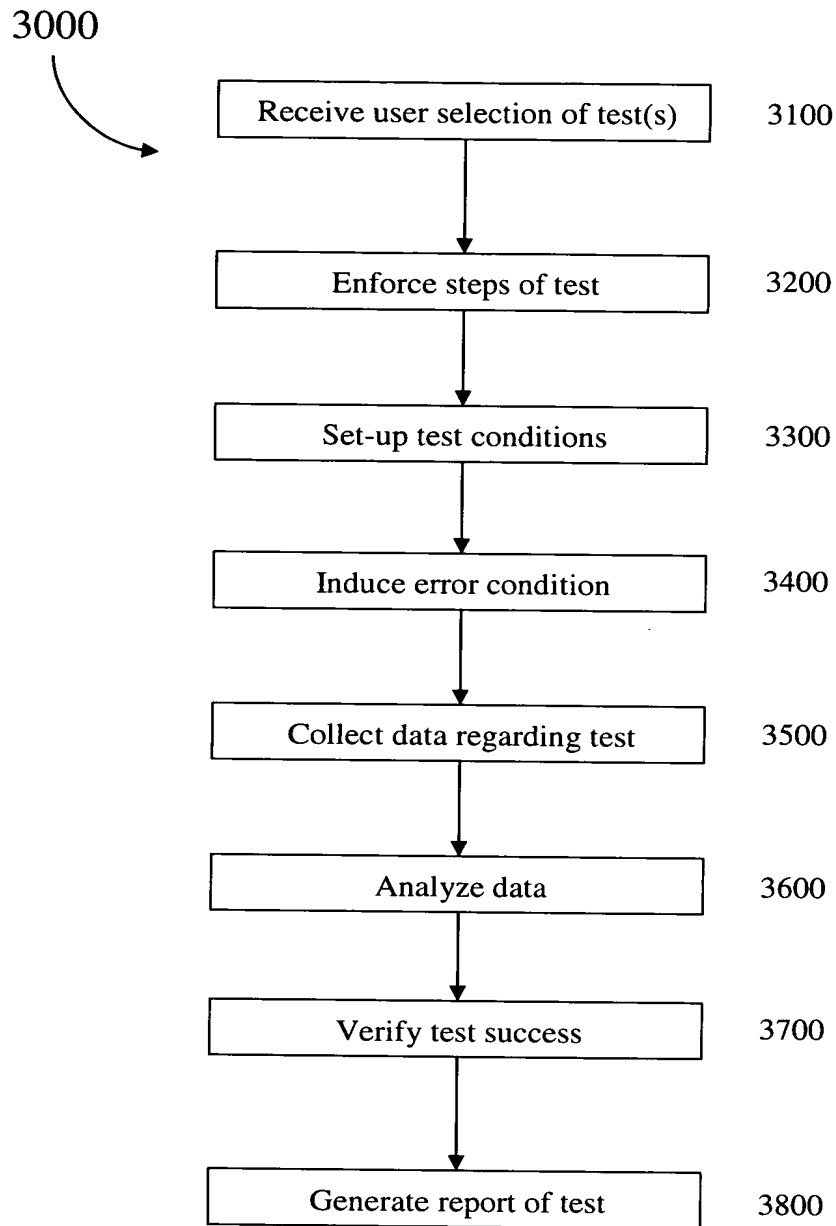 3000
Receive user selection of test(s) 3100
Enforce steps of test 3200
Set-up test conditions 3300
Induce error condition 3400
Collect data regarding test 3500
Analyze data 3600
Verify test success 3700
Generate report of test 3800